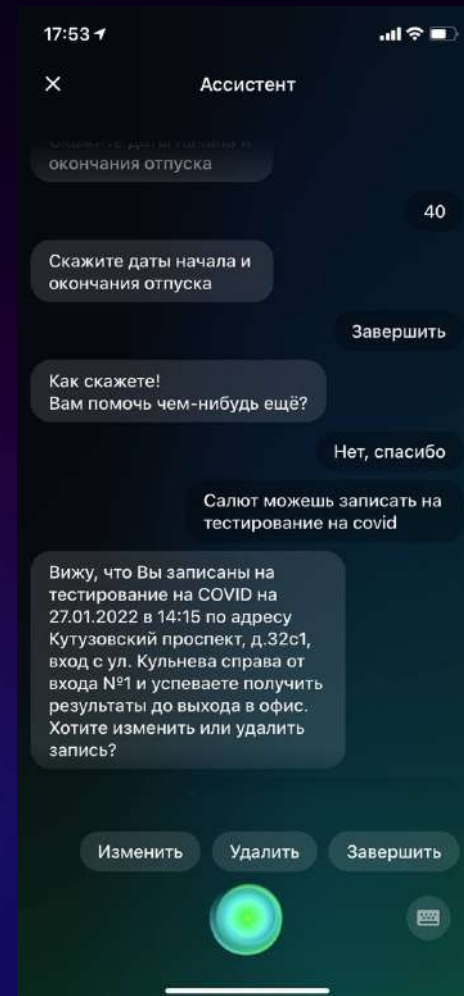 17:53
Ассистент
Скажите даты начала и
окончания отпуска
40
Скажите даты начала и
окончания отпуска
Завершить
Как скажете!
Вам помочь чем-нибудь ещё?
Нет, спасибо
Салют можешь записать на
тестирование на covid
Вижу, что Вы записаны на
тестирование на COVID на
27.01.2022 в 14:15 по адресу
Кутузовский проспект, д.32с1,
вход с ул. Кульнева справа от
входа №1 и успеваете получить
результаты до выхода в офис.
Хотите изменить или удалить
запись?
Изменить
Удалить
Завершить